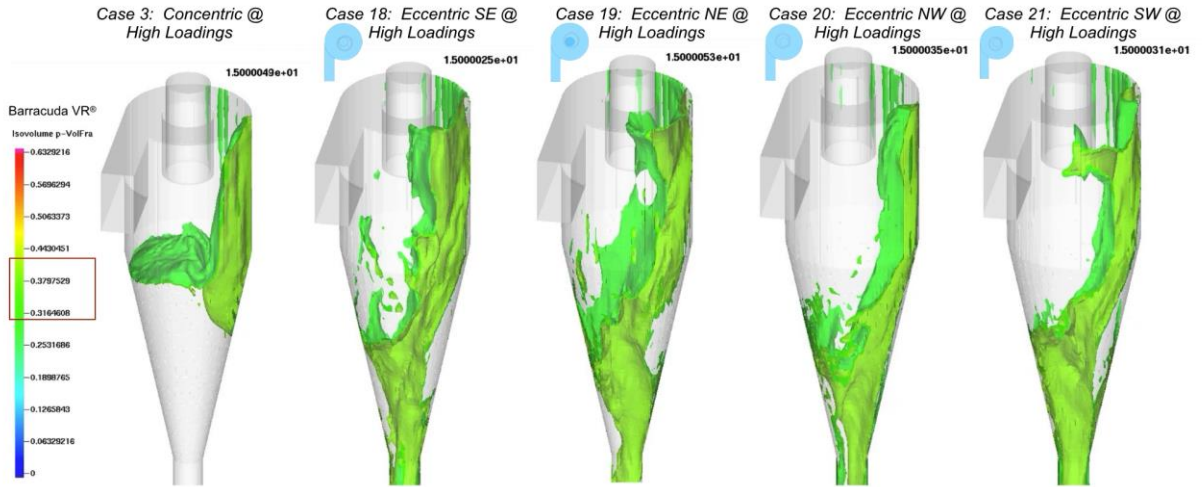 Case 3: Concentric @
High Loadings
Case 18: Eccentric SE @
High Loadings
Case 19: Eccentric NE @
High Loadings
Case 20: Eccentric NW @
High Loadings
Case 21: Eccentric SW @
High Loadings
1.5000049e+01
1.5000025e+01
1.5000053e+01
1.5000035e+01
1.5000031e+01
Barracuda VR®
Isovolume p-VolFra
0.6329216
0.5696294
0.5063373
0.4430451
0.3797529
0.3164608
0.2531686
0.1898765
0.1265843
0.06329216
0